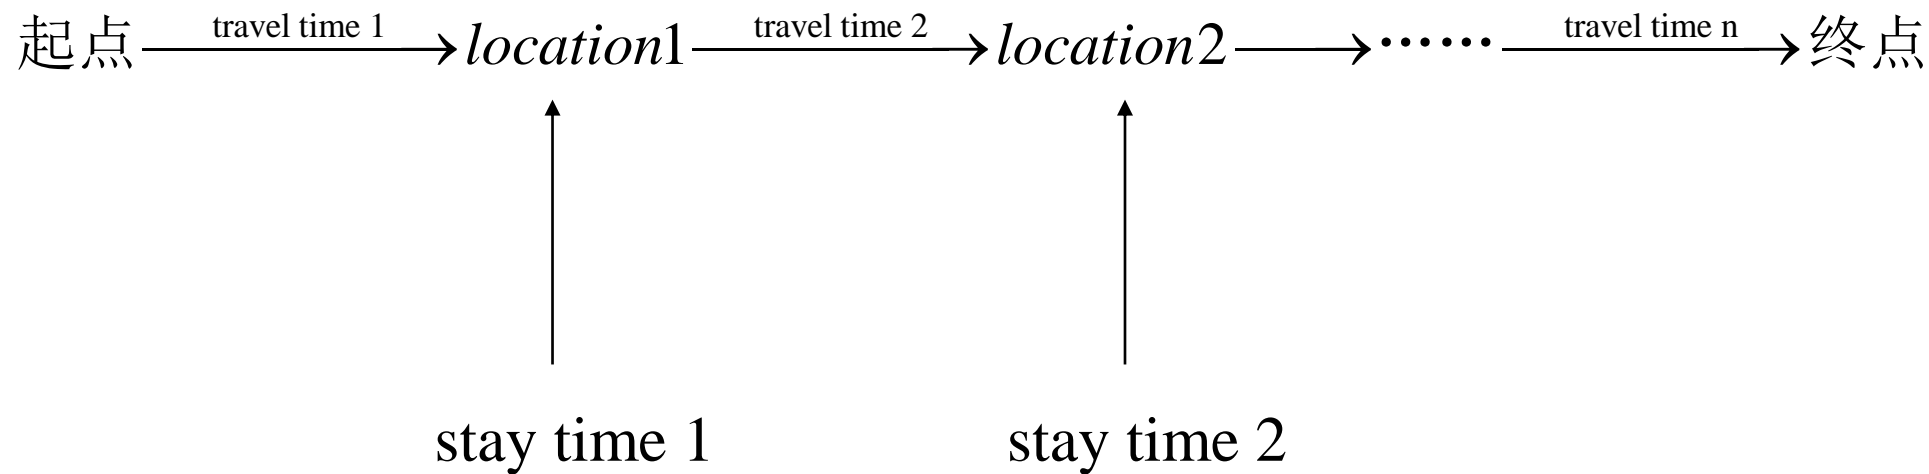 travel time 1 travel time 2 travel time n
起点 location1 location2 …… 终点
stay time 1 stay time 2